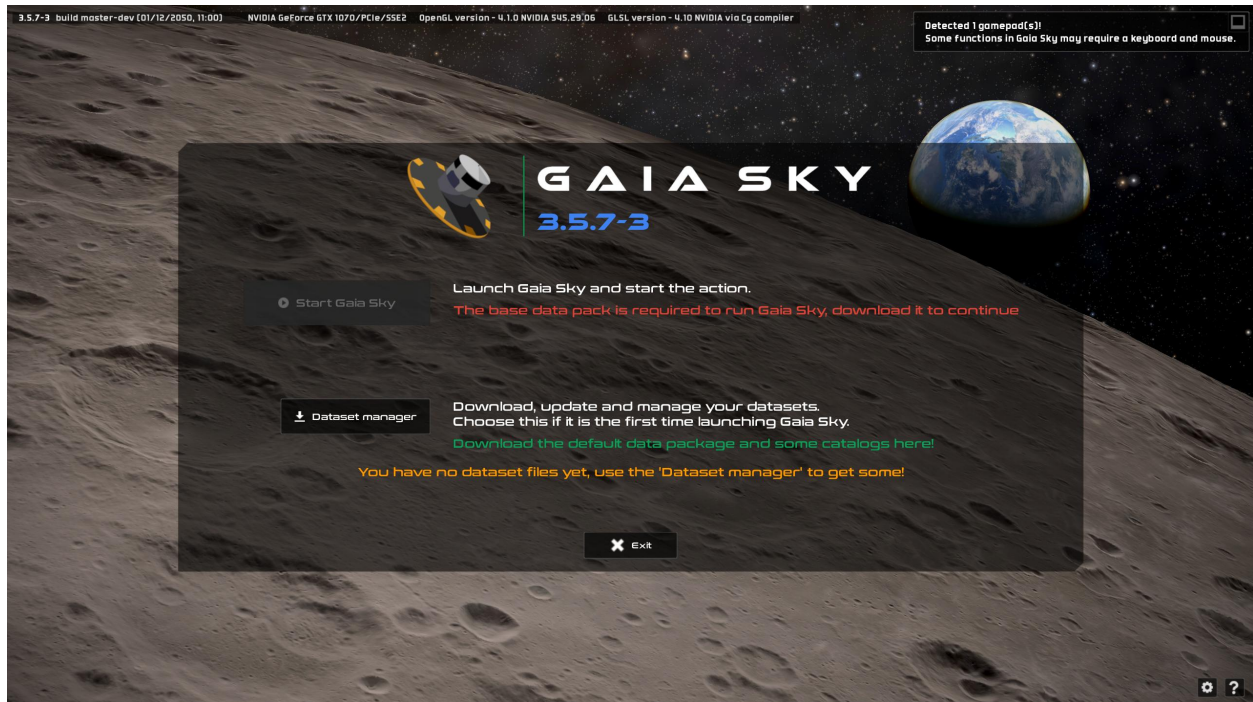 3.5.7-3 build master-dev (01/12/2050, 11:00) NVIDIA GeForce GTX 1070/PCIe/SSE2 OpenGL version - 4.1.0 NVIDIA 545.29.06 GLSL version - 4.10 NVIDIA via Cg compiler
Detected 1 gamepad(s)!
Some functions in Gaia Sky may require a keyboard and mouse.
GAIA SKY
3.5.7-3
Start Gaia Sky
Launch Gaia Sky and start the action.
The base data pack is required to run Gaia Sky, download it to continue
Dataset manager
Download, update and manage your datasets.
Choose this if it is the first time launching Gaia Sky.
Download the default data package and some catalogs here!
You have no dataset files yet, use the 'Dataset manager' to get some!
Exit
?